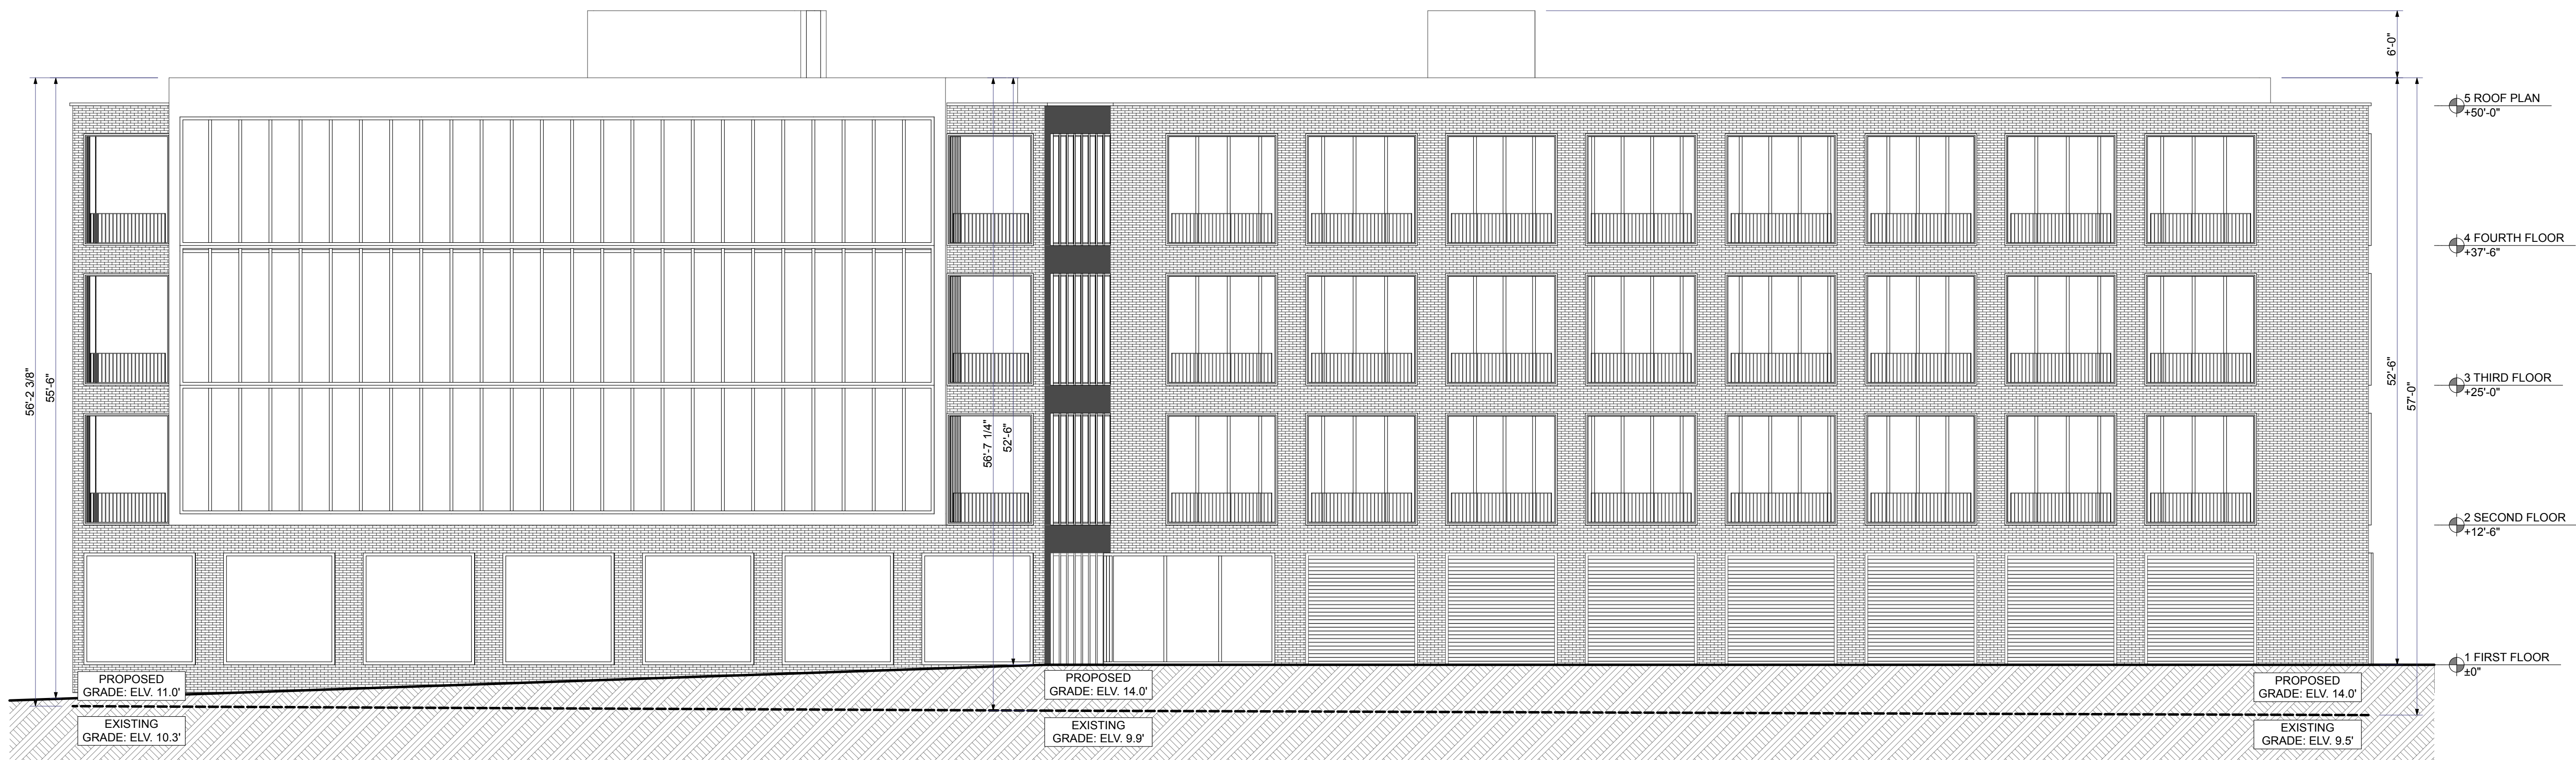 6'-0"
5 ROOF PLAN
+50'-0"
4 FOURTH FLOOR
+37'-6"
56'-2 3/8"
55'-6"
52'-6"
57'-0"
3 THIRD FLOOR
+25'-0"
56'-7 1/4"
52'-6"
2 SECOND FLOOR
+12'-6"
1 FIRST FLOOR
±0"
PROPOSED
GRADE: ELV. 11.0'
PROPOSED
GRADE: ELV. 14.0'
PROPOSED
GRADE: ELV. 14.0'
EXISTING
GRADE: ELV. 10.3'
EXISTING
GRADE: ELV. 9.9'
EXISTING
GRADE: ELV. 9.5'